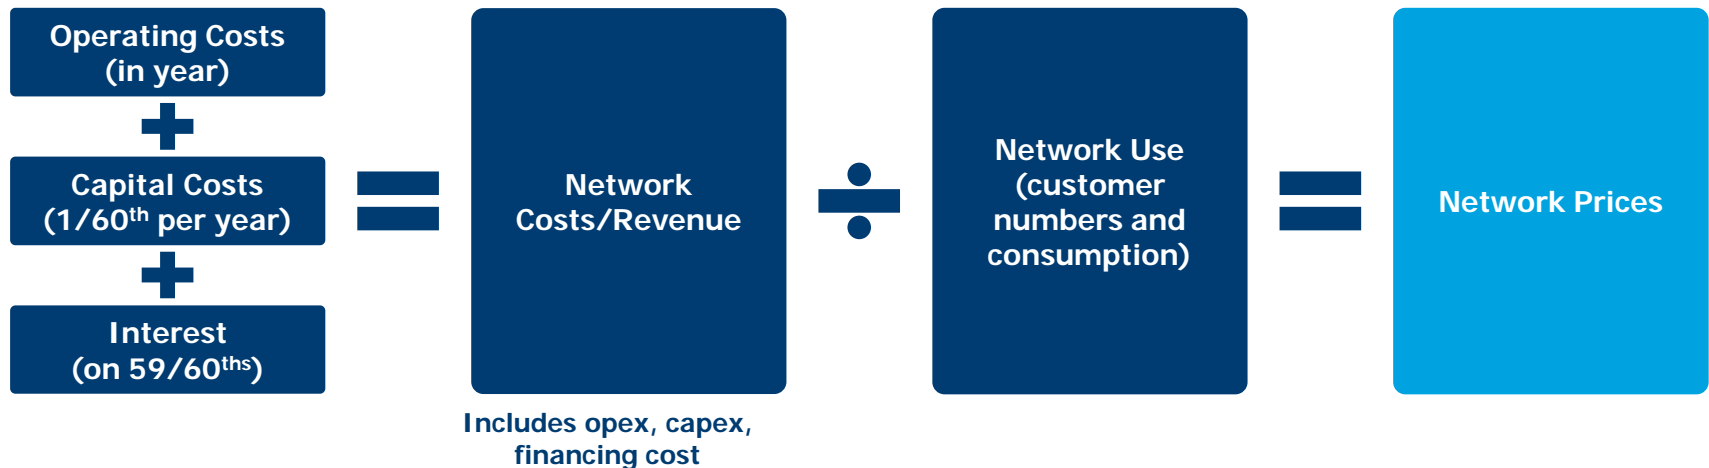 Operating Costs
(in year)
Capital Costs
(1/60th per year)
Interest
(on 59/60ths)
Network
Costs/Revenue
Includes opex, capex,
financing cost
Network Use
(customer
numbers and
consumption)
Network Prices